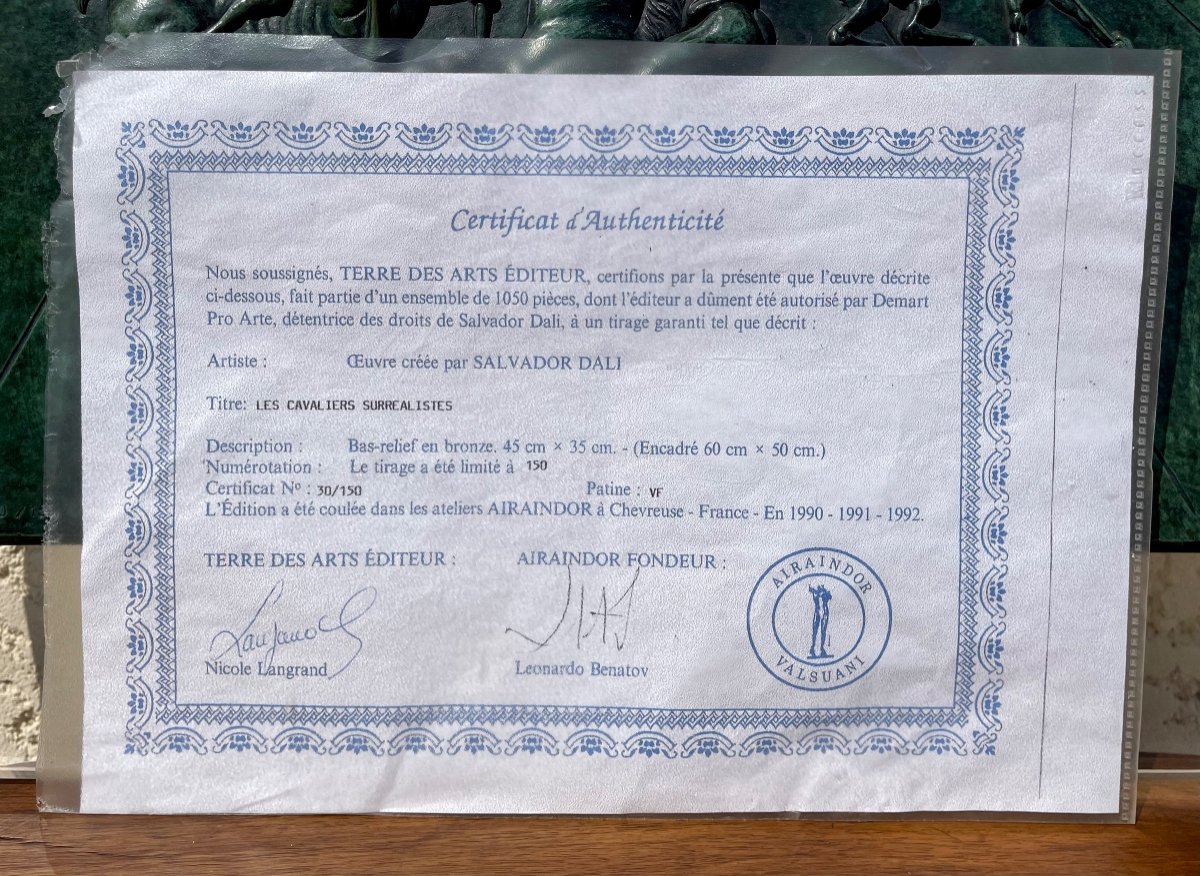 Certificat d'Authenticité
Nous soussignés, TERRE DES ARTS ÉDITEUR, certifions par la présente que l'œuvre décrite
ci-dessous, fait partie d'un ensemble de 1050 pièces, dont l'éditeur a dûment été autorisé par Demart
Pro Arte, détentrice des droits de Salvador Dali, à un tirage garanti tel que décrit :
Artiste : Œuvre créée par SALVADOR DALI
Titre: LES CAVALIERS SURREALISTES
Description : Bas-relief en bronze. 45 cm × 35 cm. - (Encadré 60 cm × 50 cm.)
Numérotation : Le tirage a été limité à 150
Certificat Nº : 30/150 Patine : VF
L'Édition a été coulée dans les ateliers AIRAINDOR à Chevreuse - France - En 1990 - 1991 - 1992.
TERRE DES ARTS ÉDITEUR : AIRAINDOR FONDEUR :
Nicole Langrand Leonardo Benatov
AIRAINDOR
VALSUANI